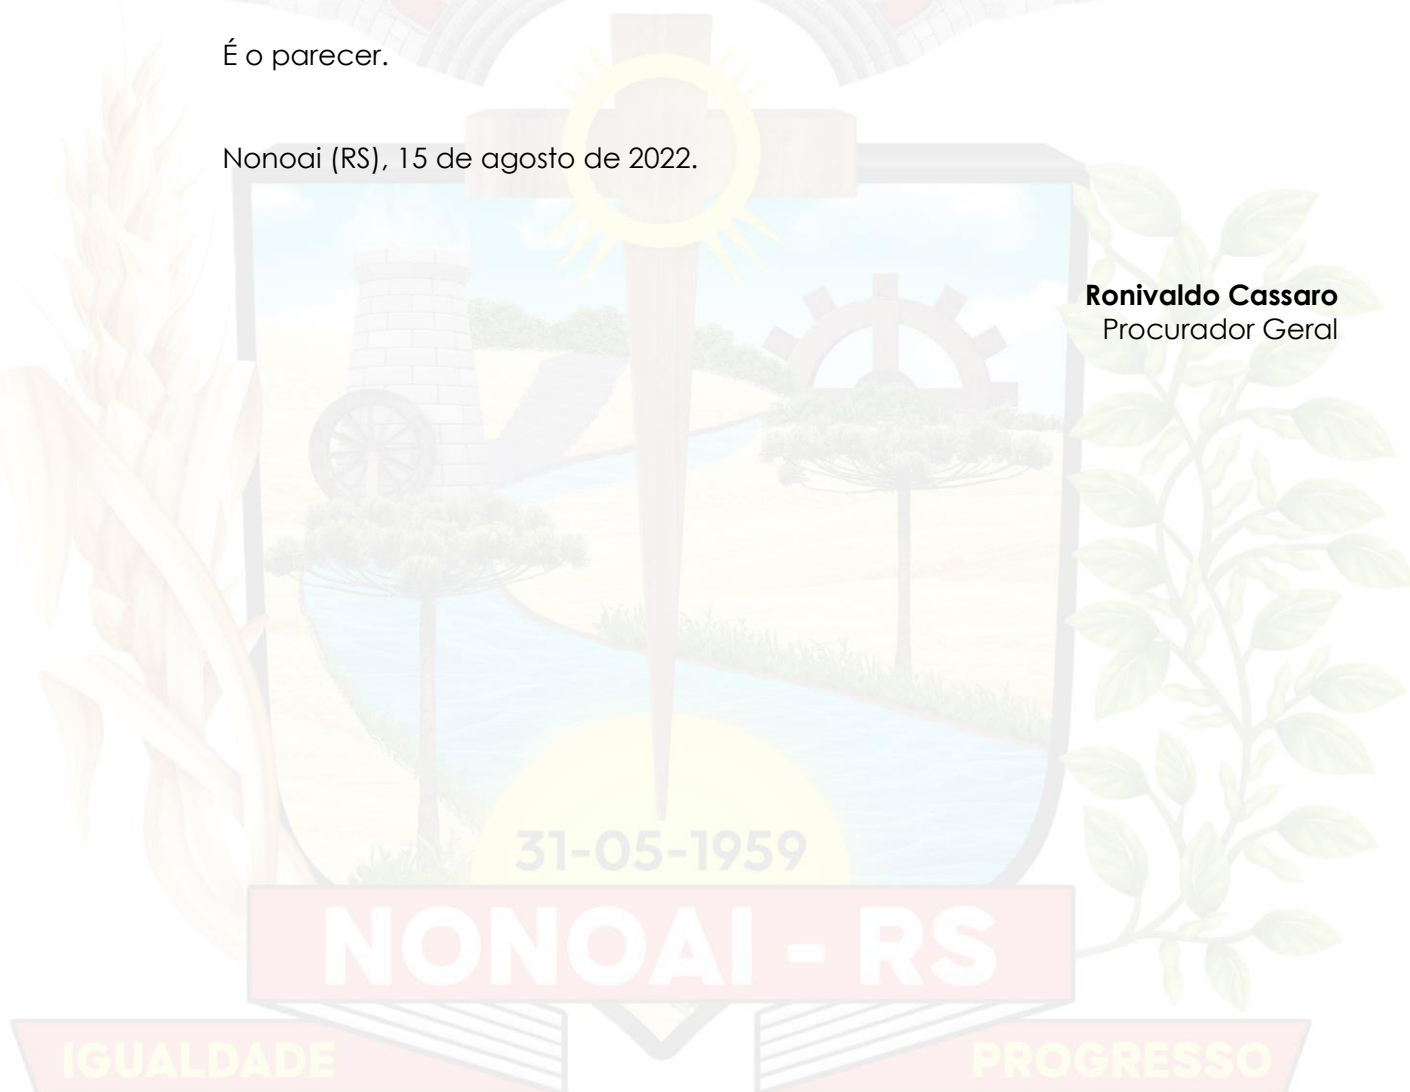 É o parecer.
Nonoai (RS), 15 de agosto de 2022.
Ronivaldo Cassaro
Procurador Geral
31-05-1959
NONOAI - RS
IGUALDADE
PROGRESSO